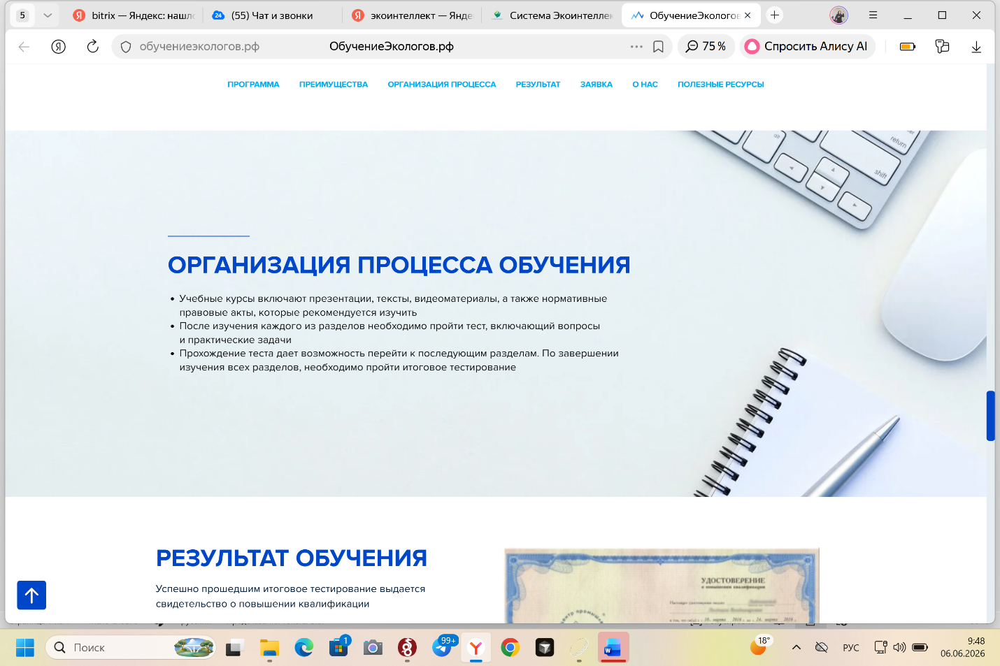 5
bitrix — Яндекс: нашло
(55) Чат и звонки
экоинтеллект — Янде
Система Экоинтеллек
ОбучениеЭкологов
обучениеэкологов.рф
ОбучениеЭкологов.рф
75 %
Спросить Алису AI
ПРОГРАММА
ПРЕИМУЩЕСТВА
ОРГАНИЗАЦИЯ ПРОЦЕССА
РЕЗУЛЬТАТ
ЗАЯВКА
О НАС
ПОЛЕЗНЫЕ РЕСУРСЫ
alt
return
shift
ОРГАНИЗАЦИЯ ПРОЦЕССА ОБУЧЕНИЯ
• Учебные курсы включают презентации, тексты, видеоматериалы, а также нормативные
правовые акты, которые рекомендуется изучить
• После изучения каждого из разделов необходимо пройти тест, включающий вопросы
и практические задачи
• Прохождение теста дает возможность перейти к последующим разделам. По завершении
изучения всех разделов, необходимо пройти итоговое тестирование
РЕЗУЛЬТАТ ОБУЧЕНИЯ
Успешно прошедшим итоговое тестирование выдается
свидетельство о повышении квалификации
УДОСТОВЕРЕНИЕ
о повышении квалификации
Поиск
1
99+
18°
РУС
9:48
06.06.2026